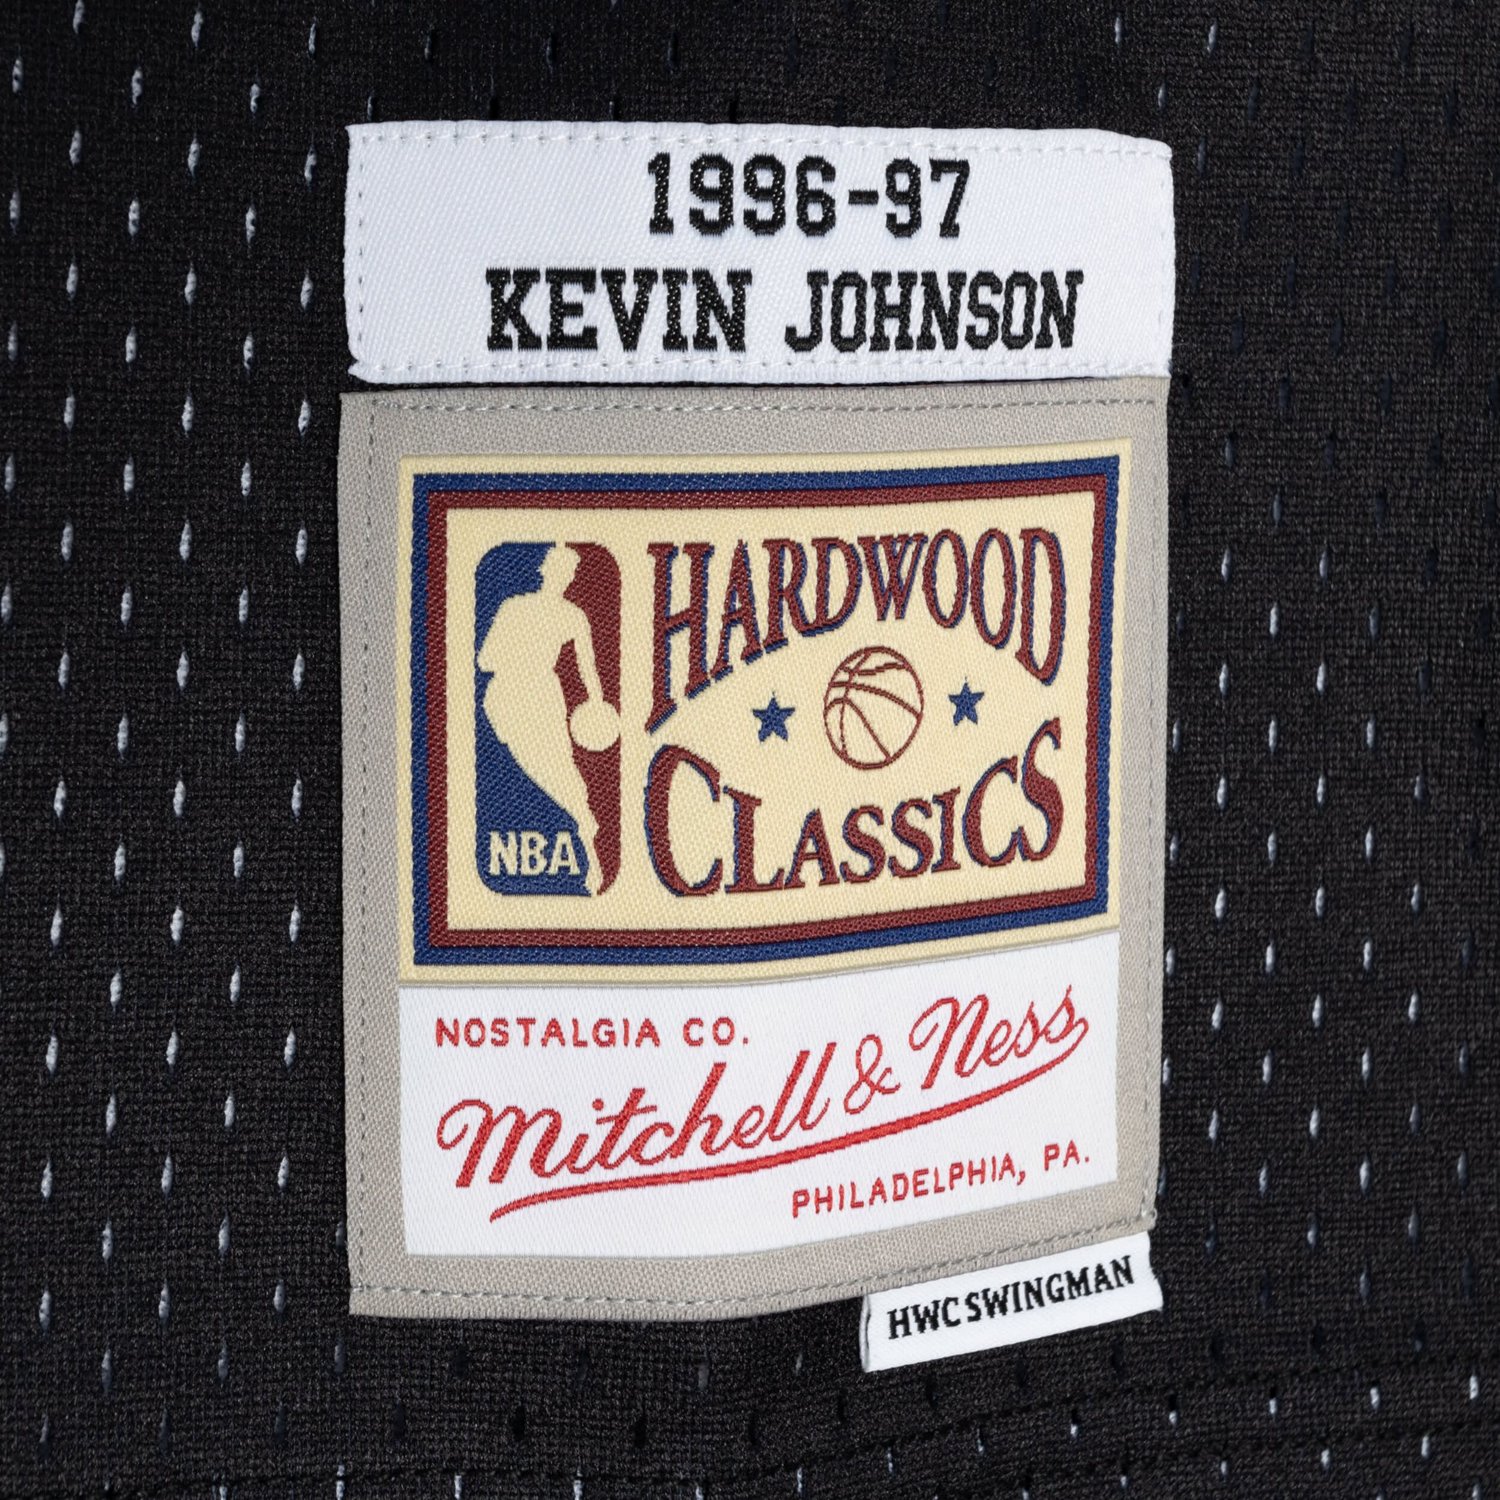 1996-97
KEVIN JOHNSON
HARDWOOD
CLASSICS
NBA
NOSTALGIA CO.
Mitchell & Ness
PHILADELPHIA, PA.
HWC SWINGMAN